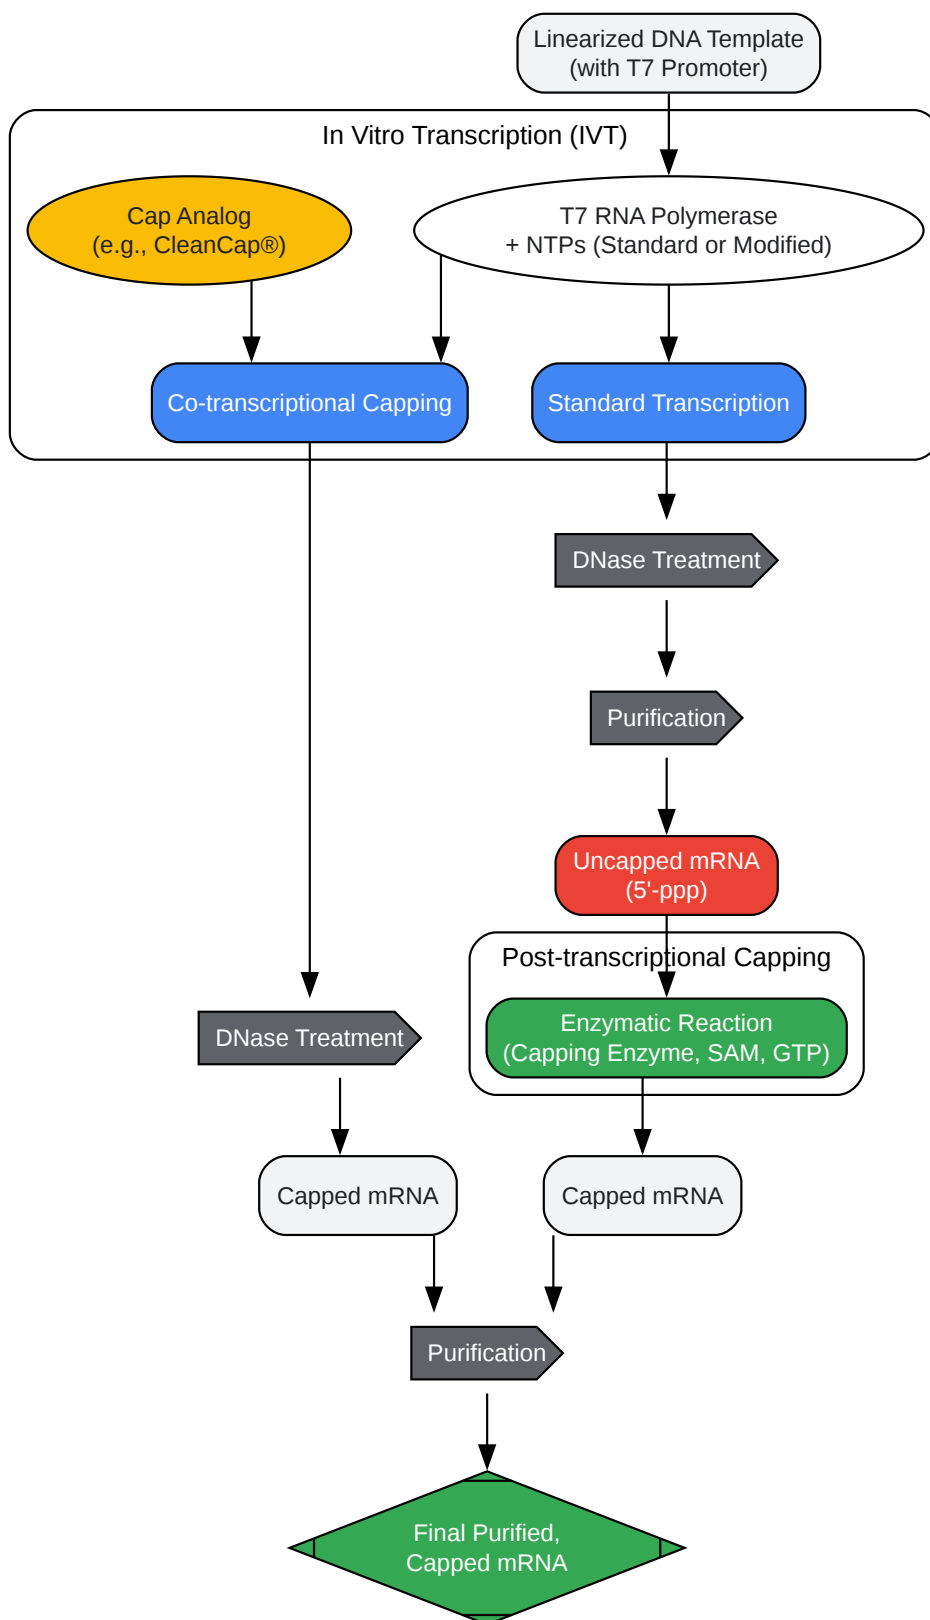 Linearized DNA Template
(with T7 Promoter)
In Vitro Transcription (IVT)
Cap Analog
(e.g., CleanCap®)
T7 RNA Polymerase
+ NTPs (Standard or Modified)
Co-transcriptional Capping
Standard Transcription
DNase Treatment
Purification
Uncapped mRNA
(5'-ppp)
Post-transcriptional Capping
Enzymatic Reaction
(Capping Enzyme, SAM, GTP)
DNase Treatment
Capped mRNA
Capped mRNA
Purification
Final Purified,
Capped mRNA